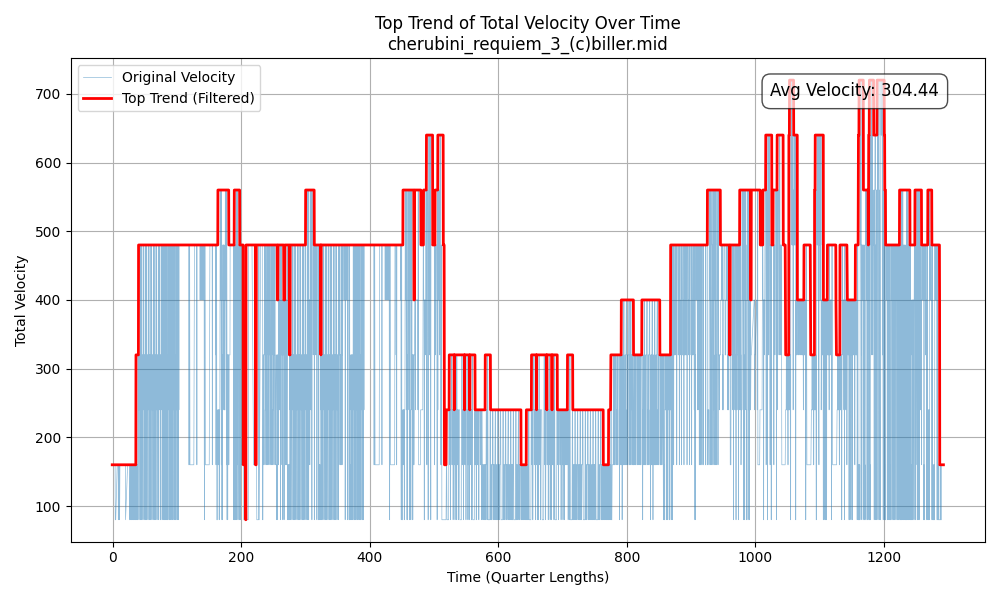 Top Trend of Total Velocity Over Time
cherubini_requiem_3_(c)biller.mid
Original Velocity
Top Trend (Filtered)
Avg Velocity: 304.44
Total Velocity
700
600
500
400
300
200
100
0 200 400 600 800 1000 1200
Time (Quarter Lengths)